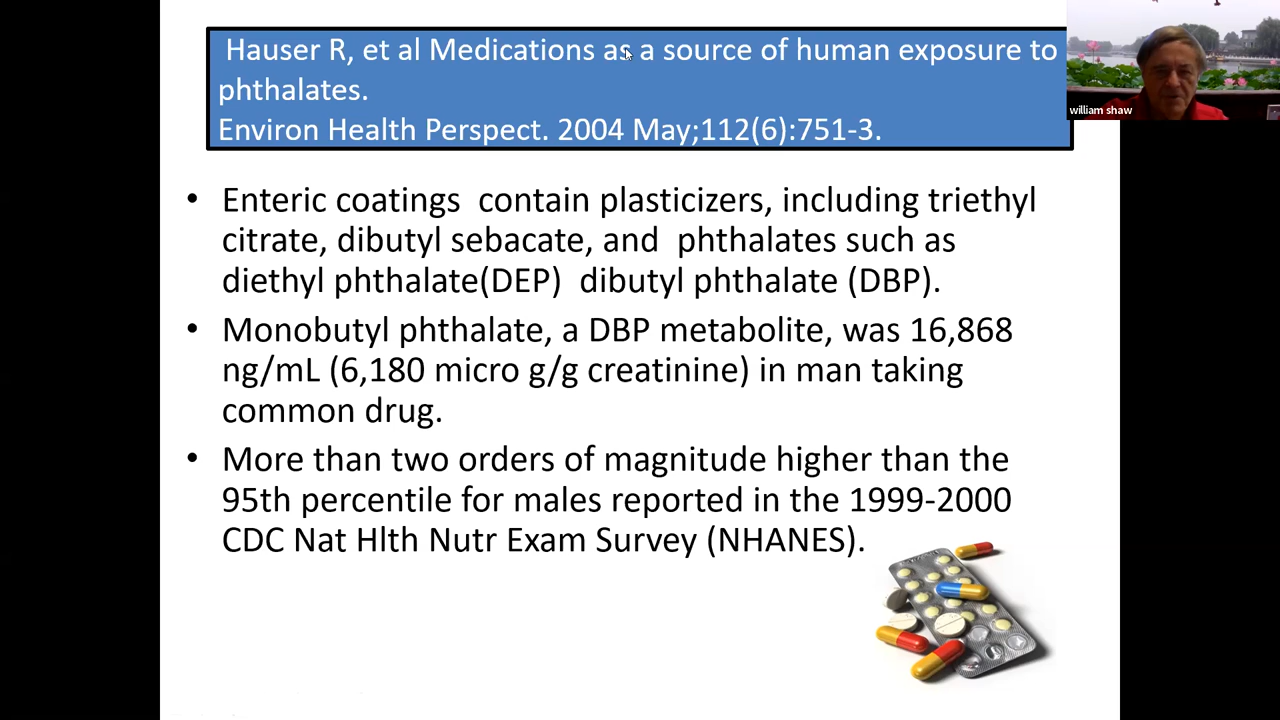 Hauser R, et al Medications as a source of human exposure to
phthalates.
Environ Health Perspect. 2004 May;112(6):751-3.
william shaw
• Enteric coatings contain plasticizers, including triethyl
citrate, dibutyl sebacate, and phthalates such as
diethyl phthalate(DEP) dibutyl phthalate (DBP).
• Monobutyl phthalate, a DBP metabolite, was 16,868
ng/mL (6,180 micro g/g creatinine) in man taking
common drug.
• More than two orders of magnitude higher than the
95th percentile for males reported in the 1999-2000
CDC Nat Hlth Nutr Exam Survey (NHANES).